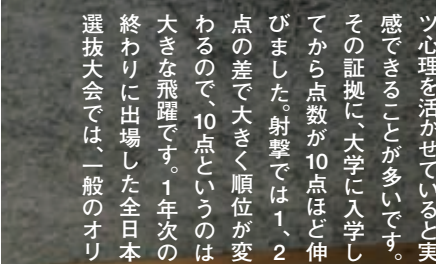 ツ心理を活かせていると実
感できることが多いです。
その証拠に、大学に入学し
てから点数が10点ほど伸
びました。射撃では1、2
点の差で大きく順位が変
わるので、10点というのは
大きな飛躍です。1年次の
終わりに出場した全日本
選抜大会では、一般のオリ